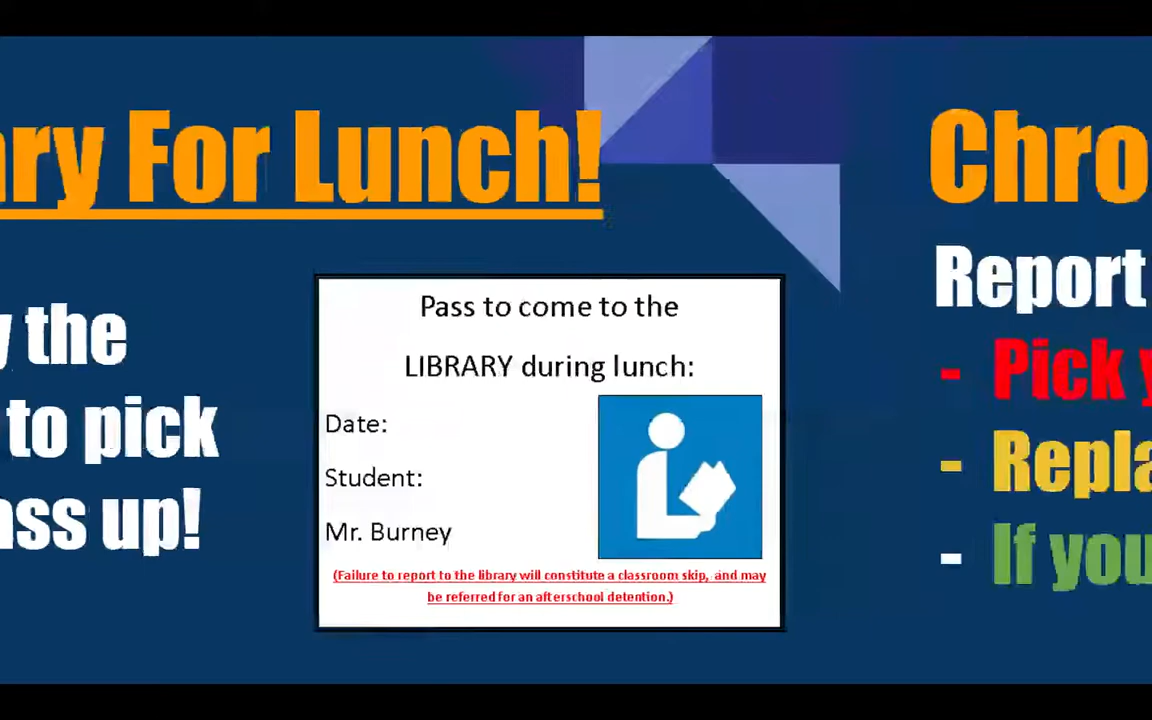 ry For Lunch!
the
to pick
ass up!
Pass to come to the
LIBRARY during lunch:
Date:
Student:
Mr. Burney
(Failure to report to the library will constitute a classroom skip, and may
be referred for an afterschool detention.)
Chro
Report
- Pick y
- Repla
- If you